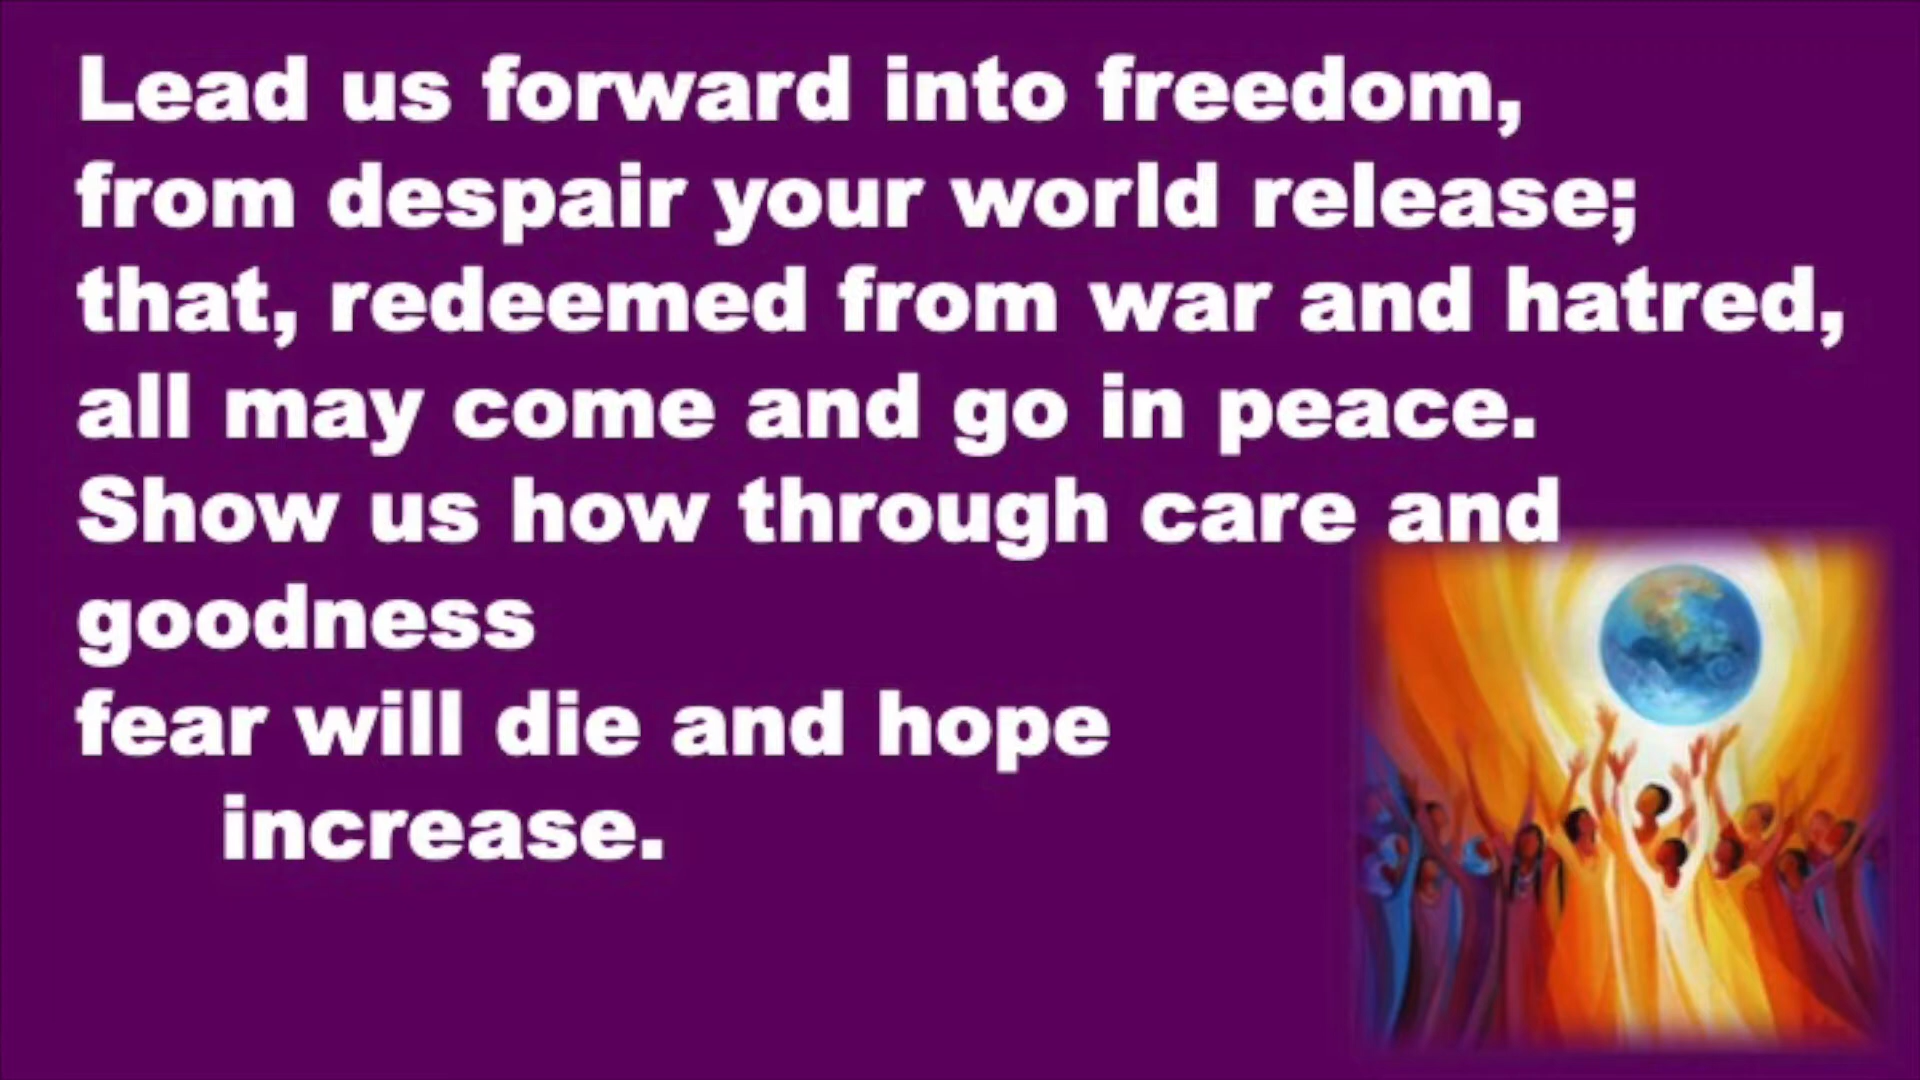 Lead us forward into freedom,
from despair your world release;
that, redeemed from war and hatred,
all may come and go in peace.
Show us how through care and
goodness
fear will die and hope
increase.